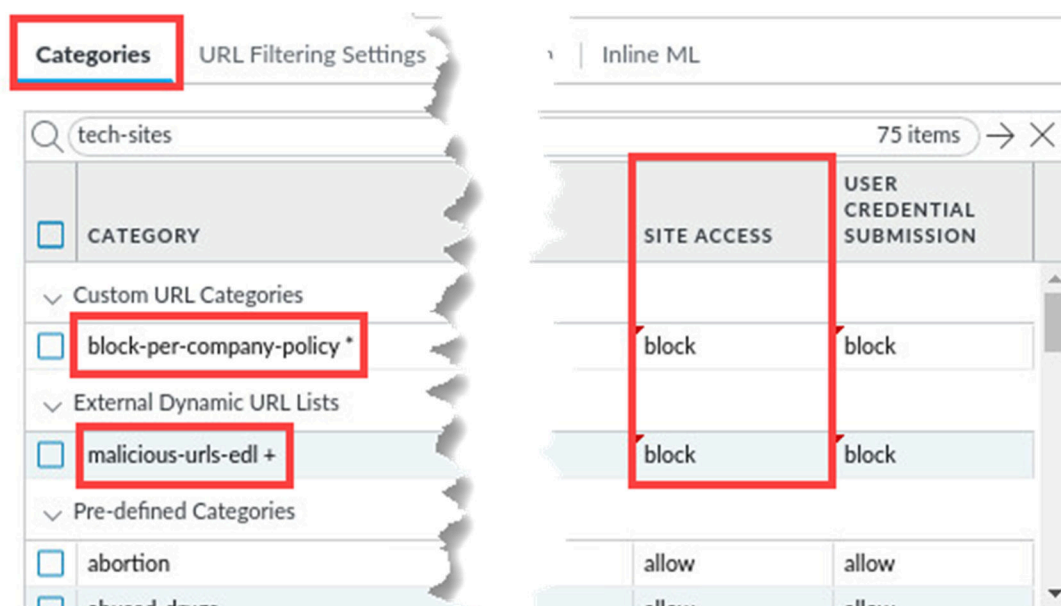 Categories URL Filtering Settings Inline ML
tech-sites 75 items
CATEGORY SITE ACCESS USER CREDENTIAL SUBMISSION
Custom URL Categories
block-per-company-policy * block block
External Dynamic URL Lists
malicious-urls-edl + block block
Pre-defined Categories
abortion allow allow